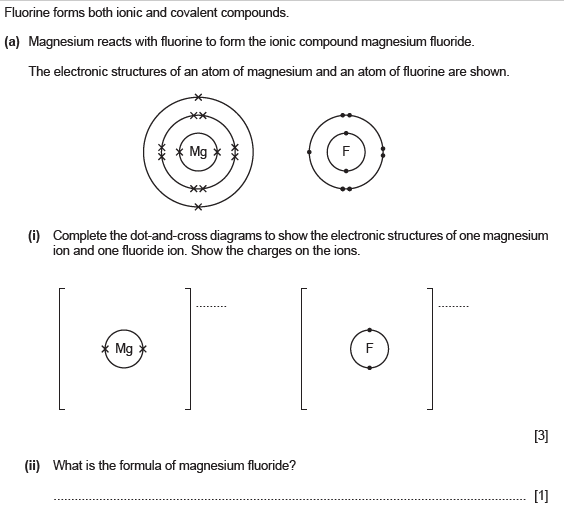 Fluorine forms both ionic and covalent compounds.
(a) Magnesium reacts with fluorine to form the ionic compound magnesium fluoride.
The electronic structures of an atom of magnesium and an atom of fluorine are shown.
Mg F
(i) Complete the dot-and-cross diagrams to show the electronic structures of one magnesium
ion and one fluoride ion. Show the charges on the ions.
Mg F
[3]
(ii) What is the formula of magnesium fluoride?
[1]